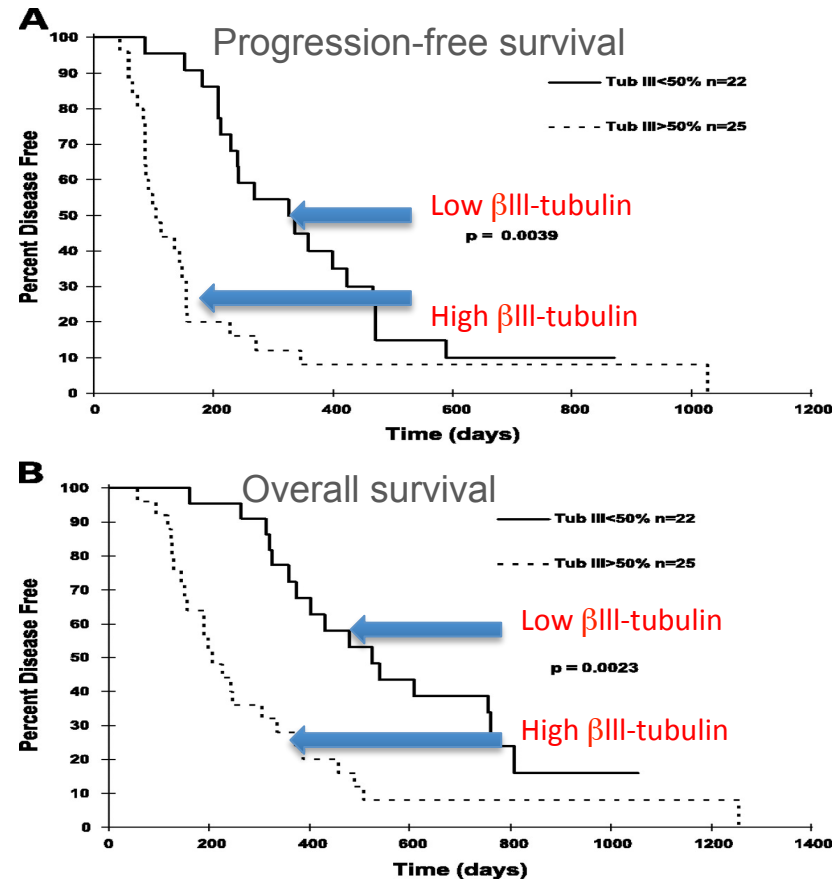 A
Progression-free survival
Percent Disease Free
100
90
80
70
60
50
40
30
20
10
0
Tub III<50% n=22
Tub III>50% n=25
Low βIII-tubulin
p = 0.0039
High βIII-tubulin
0 200 400 600 800 1000 1200
Time (days)
B
Overall survival
Percent Disease Free
100
90
80
70
60
50
40
30
20
10
0
Tub III<50% n=22
Tub III>50% n=25
Low βIII-tubulin
p = 0.0023
High βIII-tubulin
0 200 400 600 800 1000 1200 1400
Time (days)